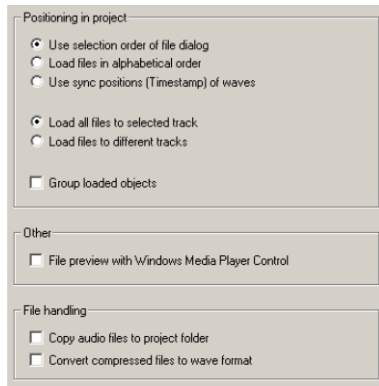 Positioning in project
Use selection order of file dialog
Load files in alphabetical order
Use sync positions (Timestamp) of waves
Load all files to selected track
Load files to different tracks
Group loaded objects
Other
File preview with Windows Media Player Control
File handling
Copy audio files to project folder
Convert compressed files to wave format